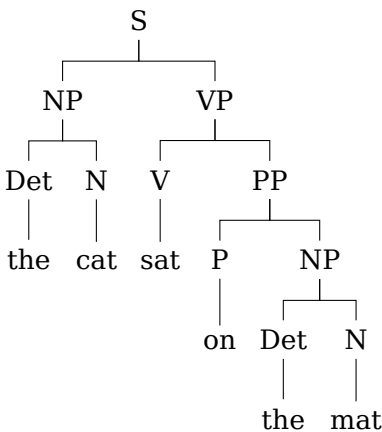 S
NP VP
Det N V PP
the cat sat P NP
on Det N
the mat